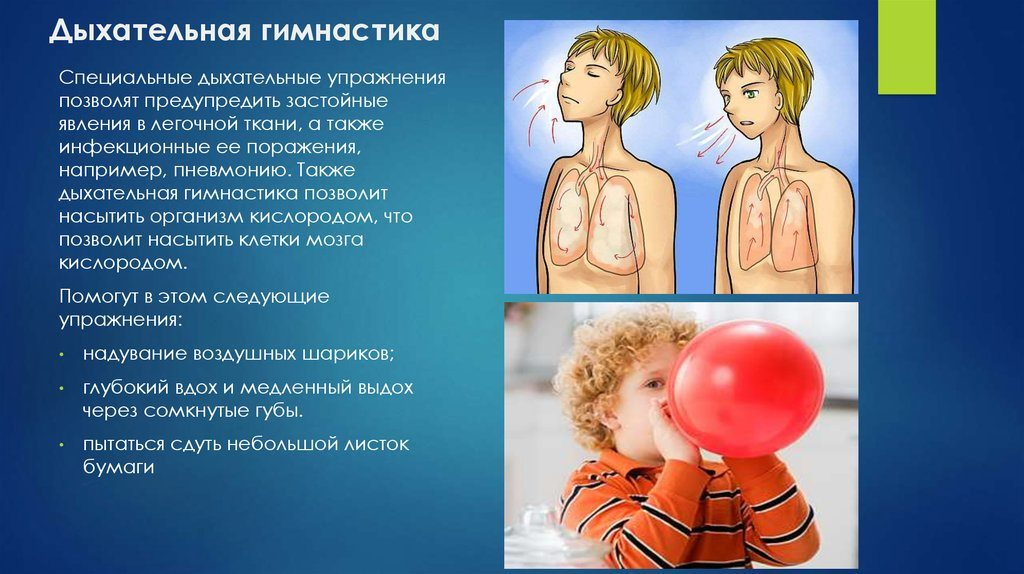 Дыхательная гимнастика
Специальные дыхательные упражнения
позволят предупредить застойные
явления в легочной ткани, а также
инфекционные ее поражения,
например, пневмонию. Также
дыхательная гимнастика позволит
насытить организм кислородом, что
позволит насытить клетки мозга
кислородом.
Помогут в этом следующие
упражнения:
• надувание воздушных шариков;
• глубокий вдох и медленный выдох
через сомкнутые губы.
• пытаться сдуть небольшой листок
бумаги